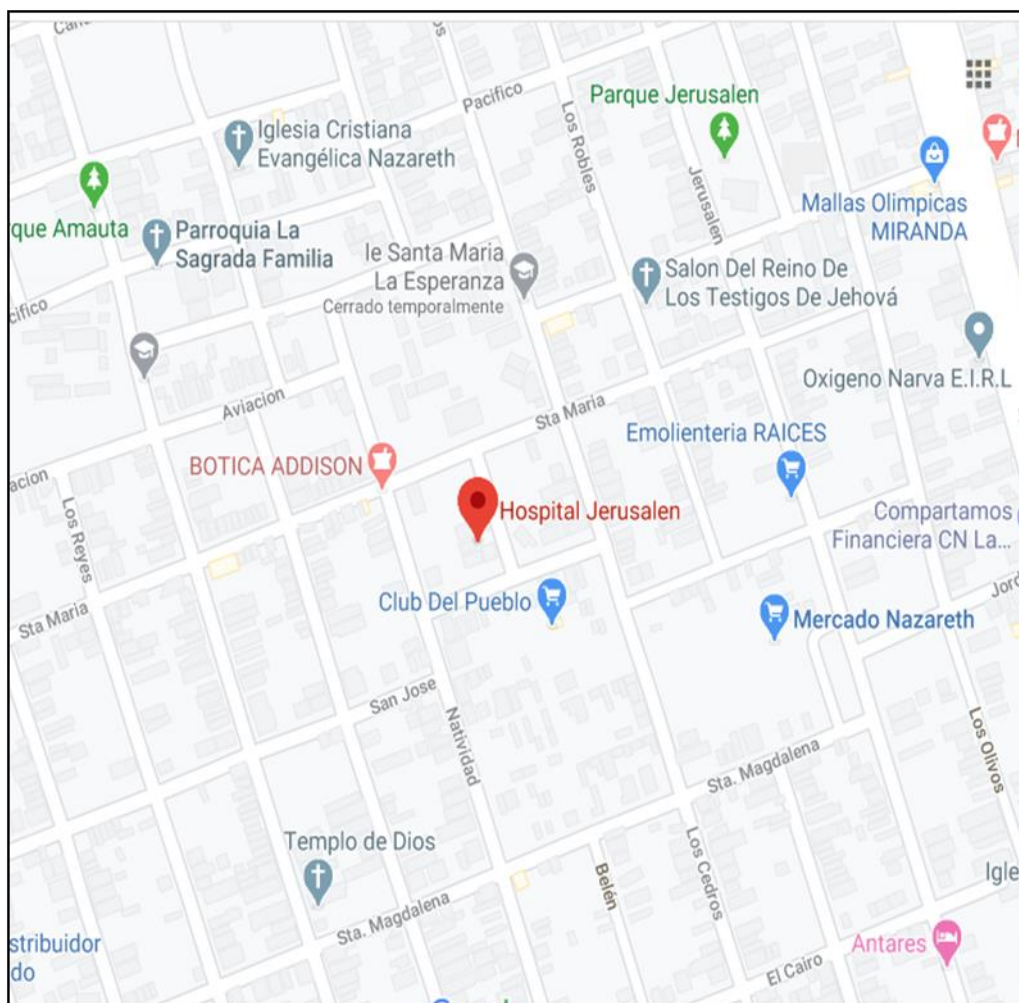 Pacifico
Parque Jerusalen
Iglesia Cristiana
Evangélica Nazareth
Los Robles
Jerusalen
Mallas Olimpicas
MIRANDA
que Amauta
Parroquia La
Sagrada Familia
Ie Santa Maria
La Esperanza
Cerrado temporalmente
Salon Del Reino De
Los Testigos De Jehová
cifico
Oxigeno Narva E.I.R.L
Aviacion
Sta Maria
Emolienteria RAICES
BOTICA ADDISON
acion
Los Reyes
Hospital Jerusalen
Compartamos
Financiera CN La...
Jord
Club Del Pueblo
Mercado Nazareth
Sta Maria
San Jose
Natividad
Los Olivos
Sta. Magdalena
Templo de Dios
Belén
Los Cedros
Igle
Sta. Magdalena
stribuidor
do
Antares
El Cairo